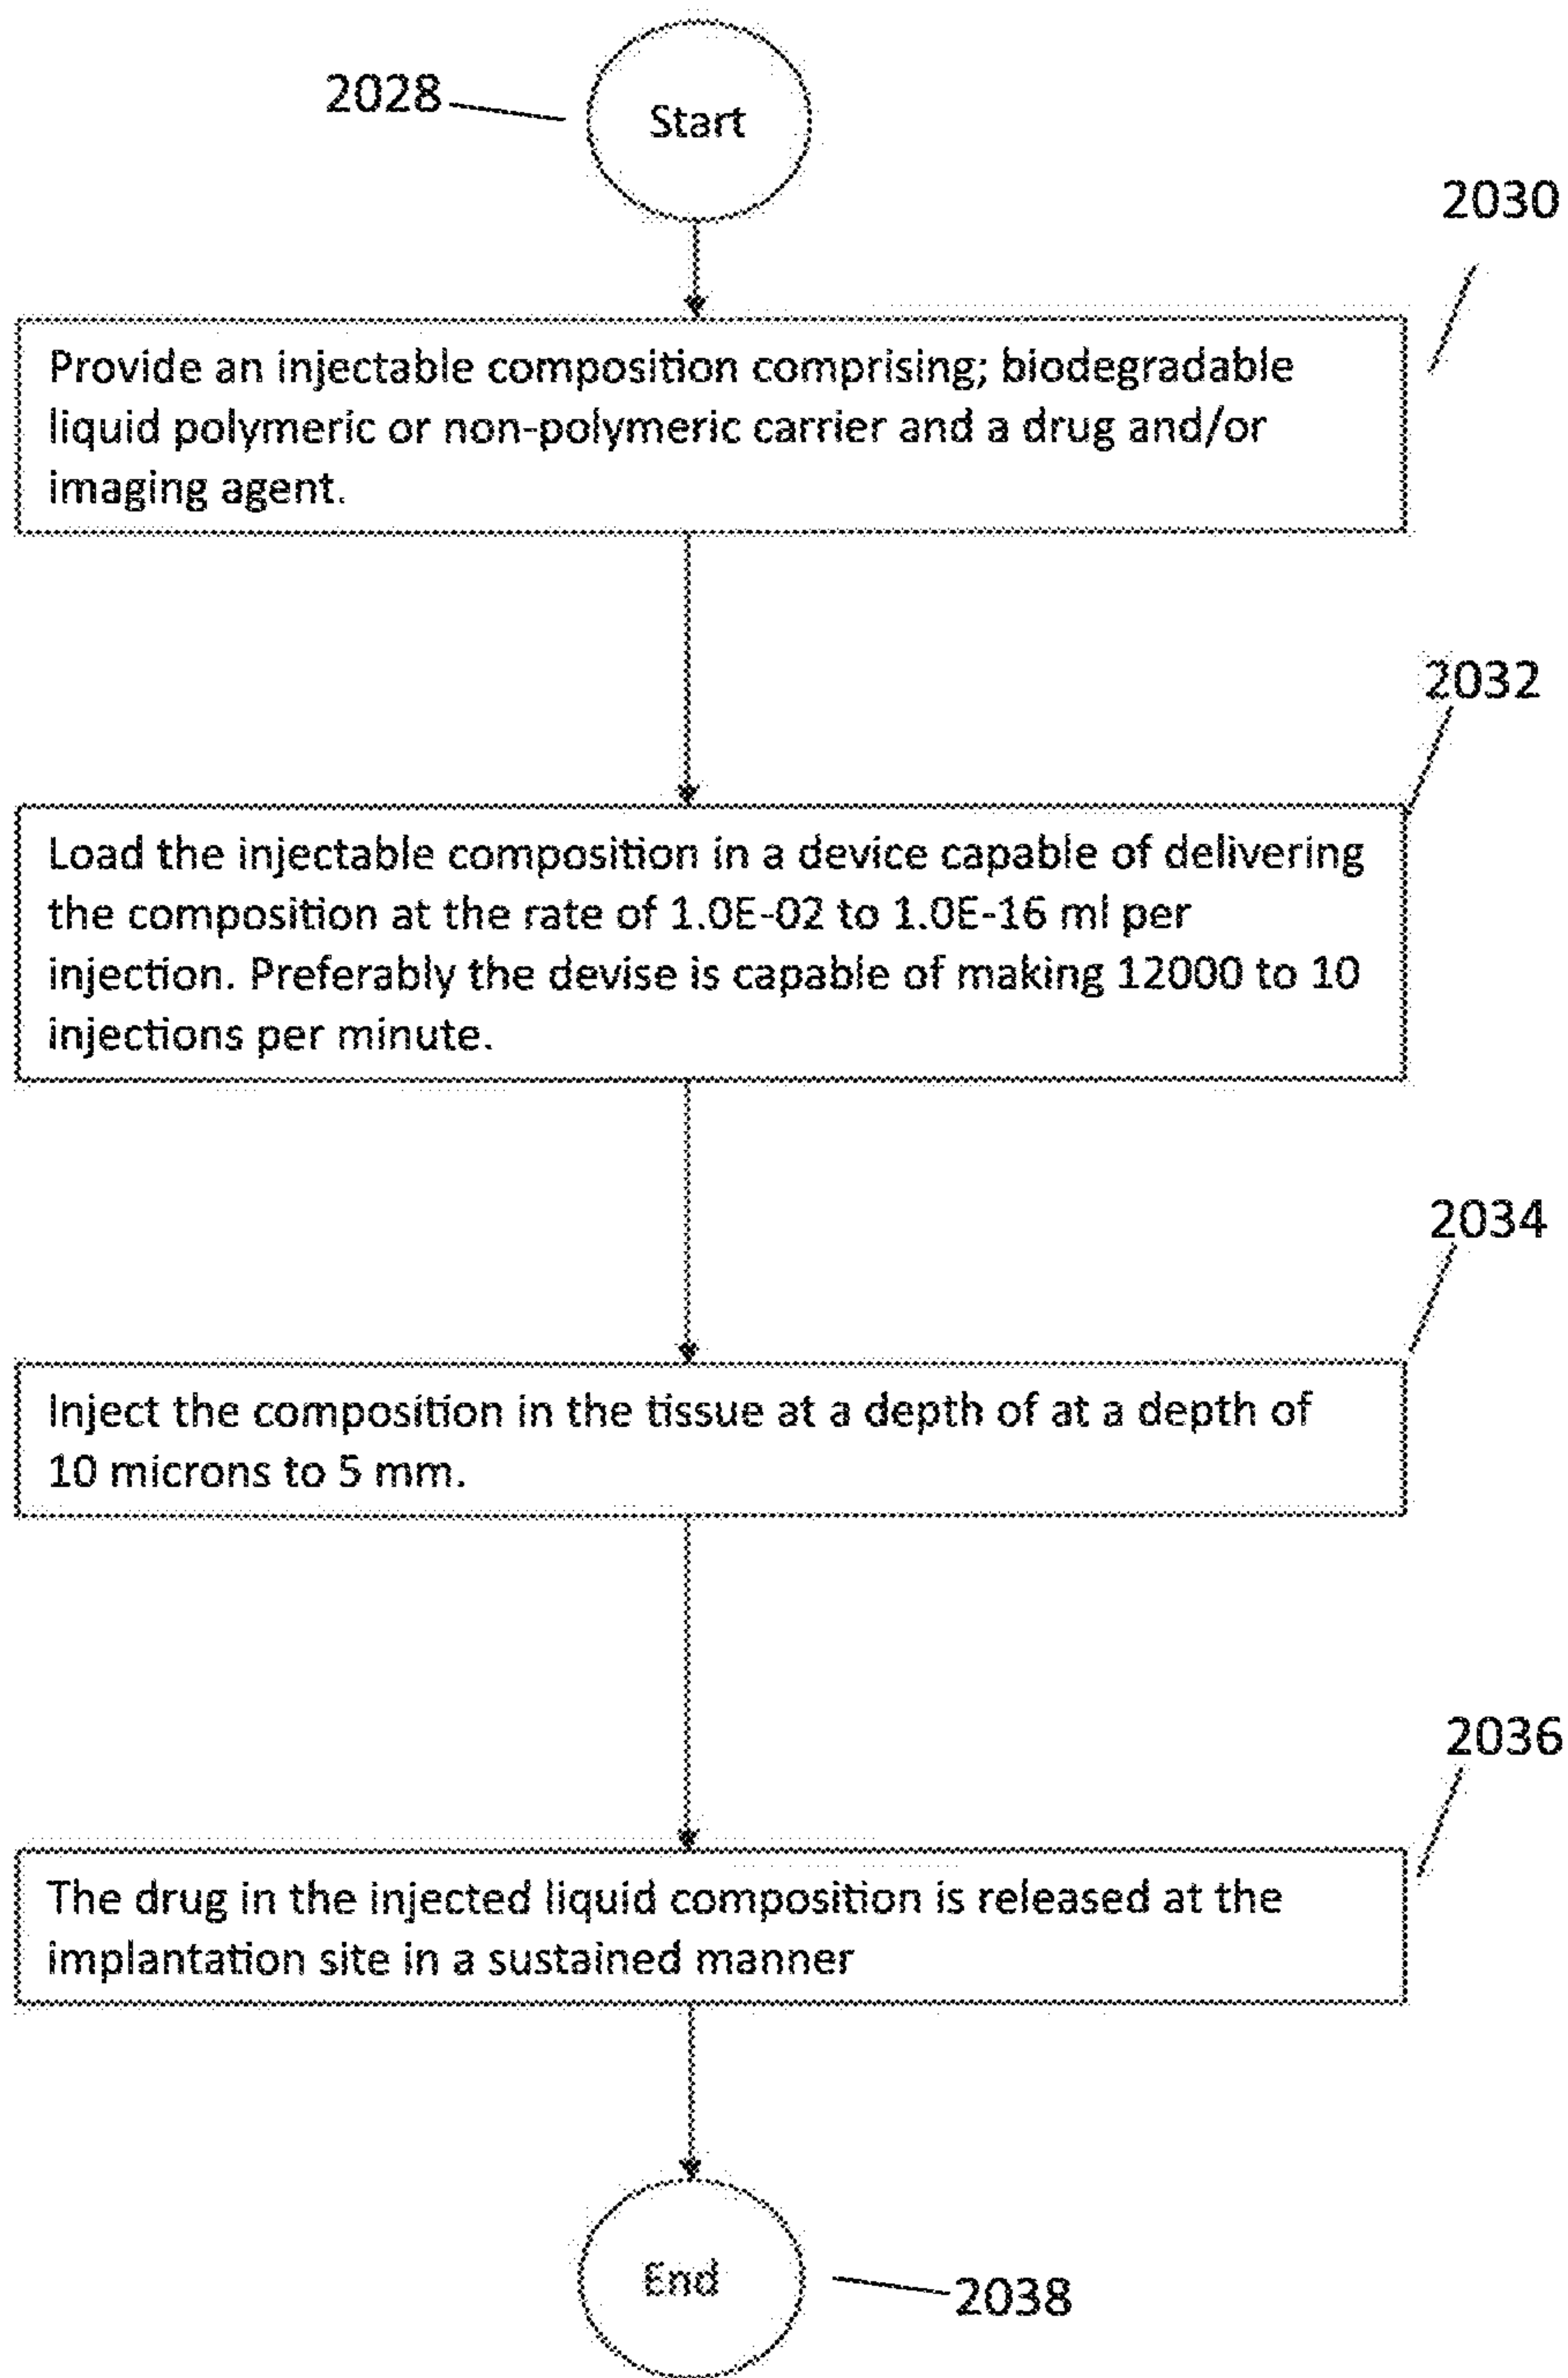 2028
Start
2030
Provide an injectable composition comprising; biodegradable
liquid polymeric or non-polymeric carrier and a drug and/or
imaging agent.
2032
Load the injectable composition in a device capable of delivering
the composition at the rate of 1.0E-02 to 1.0E-16 ml per
injection. Preferably the devise is capable of making 12000 to 10
injections per minute.
2034
Inject the composition in the tissue at a depth of at a depth of
10 microns to 5 mm.
2036
The drug in the injected liquid composition is released at the
implantation site in a sustained manner
End
2038